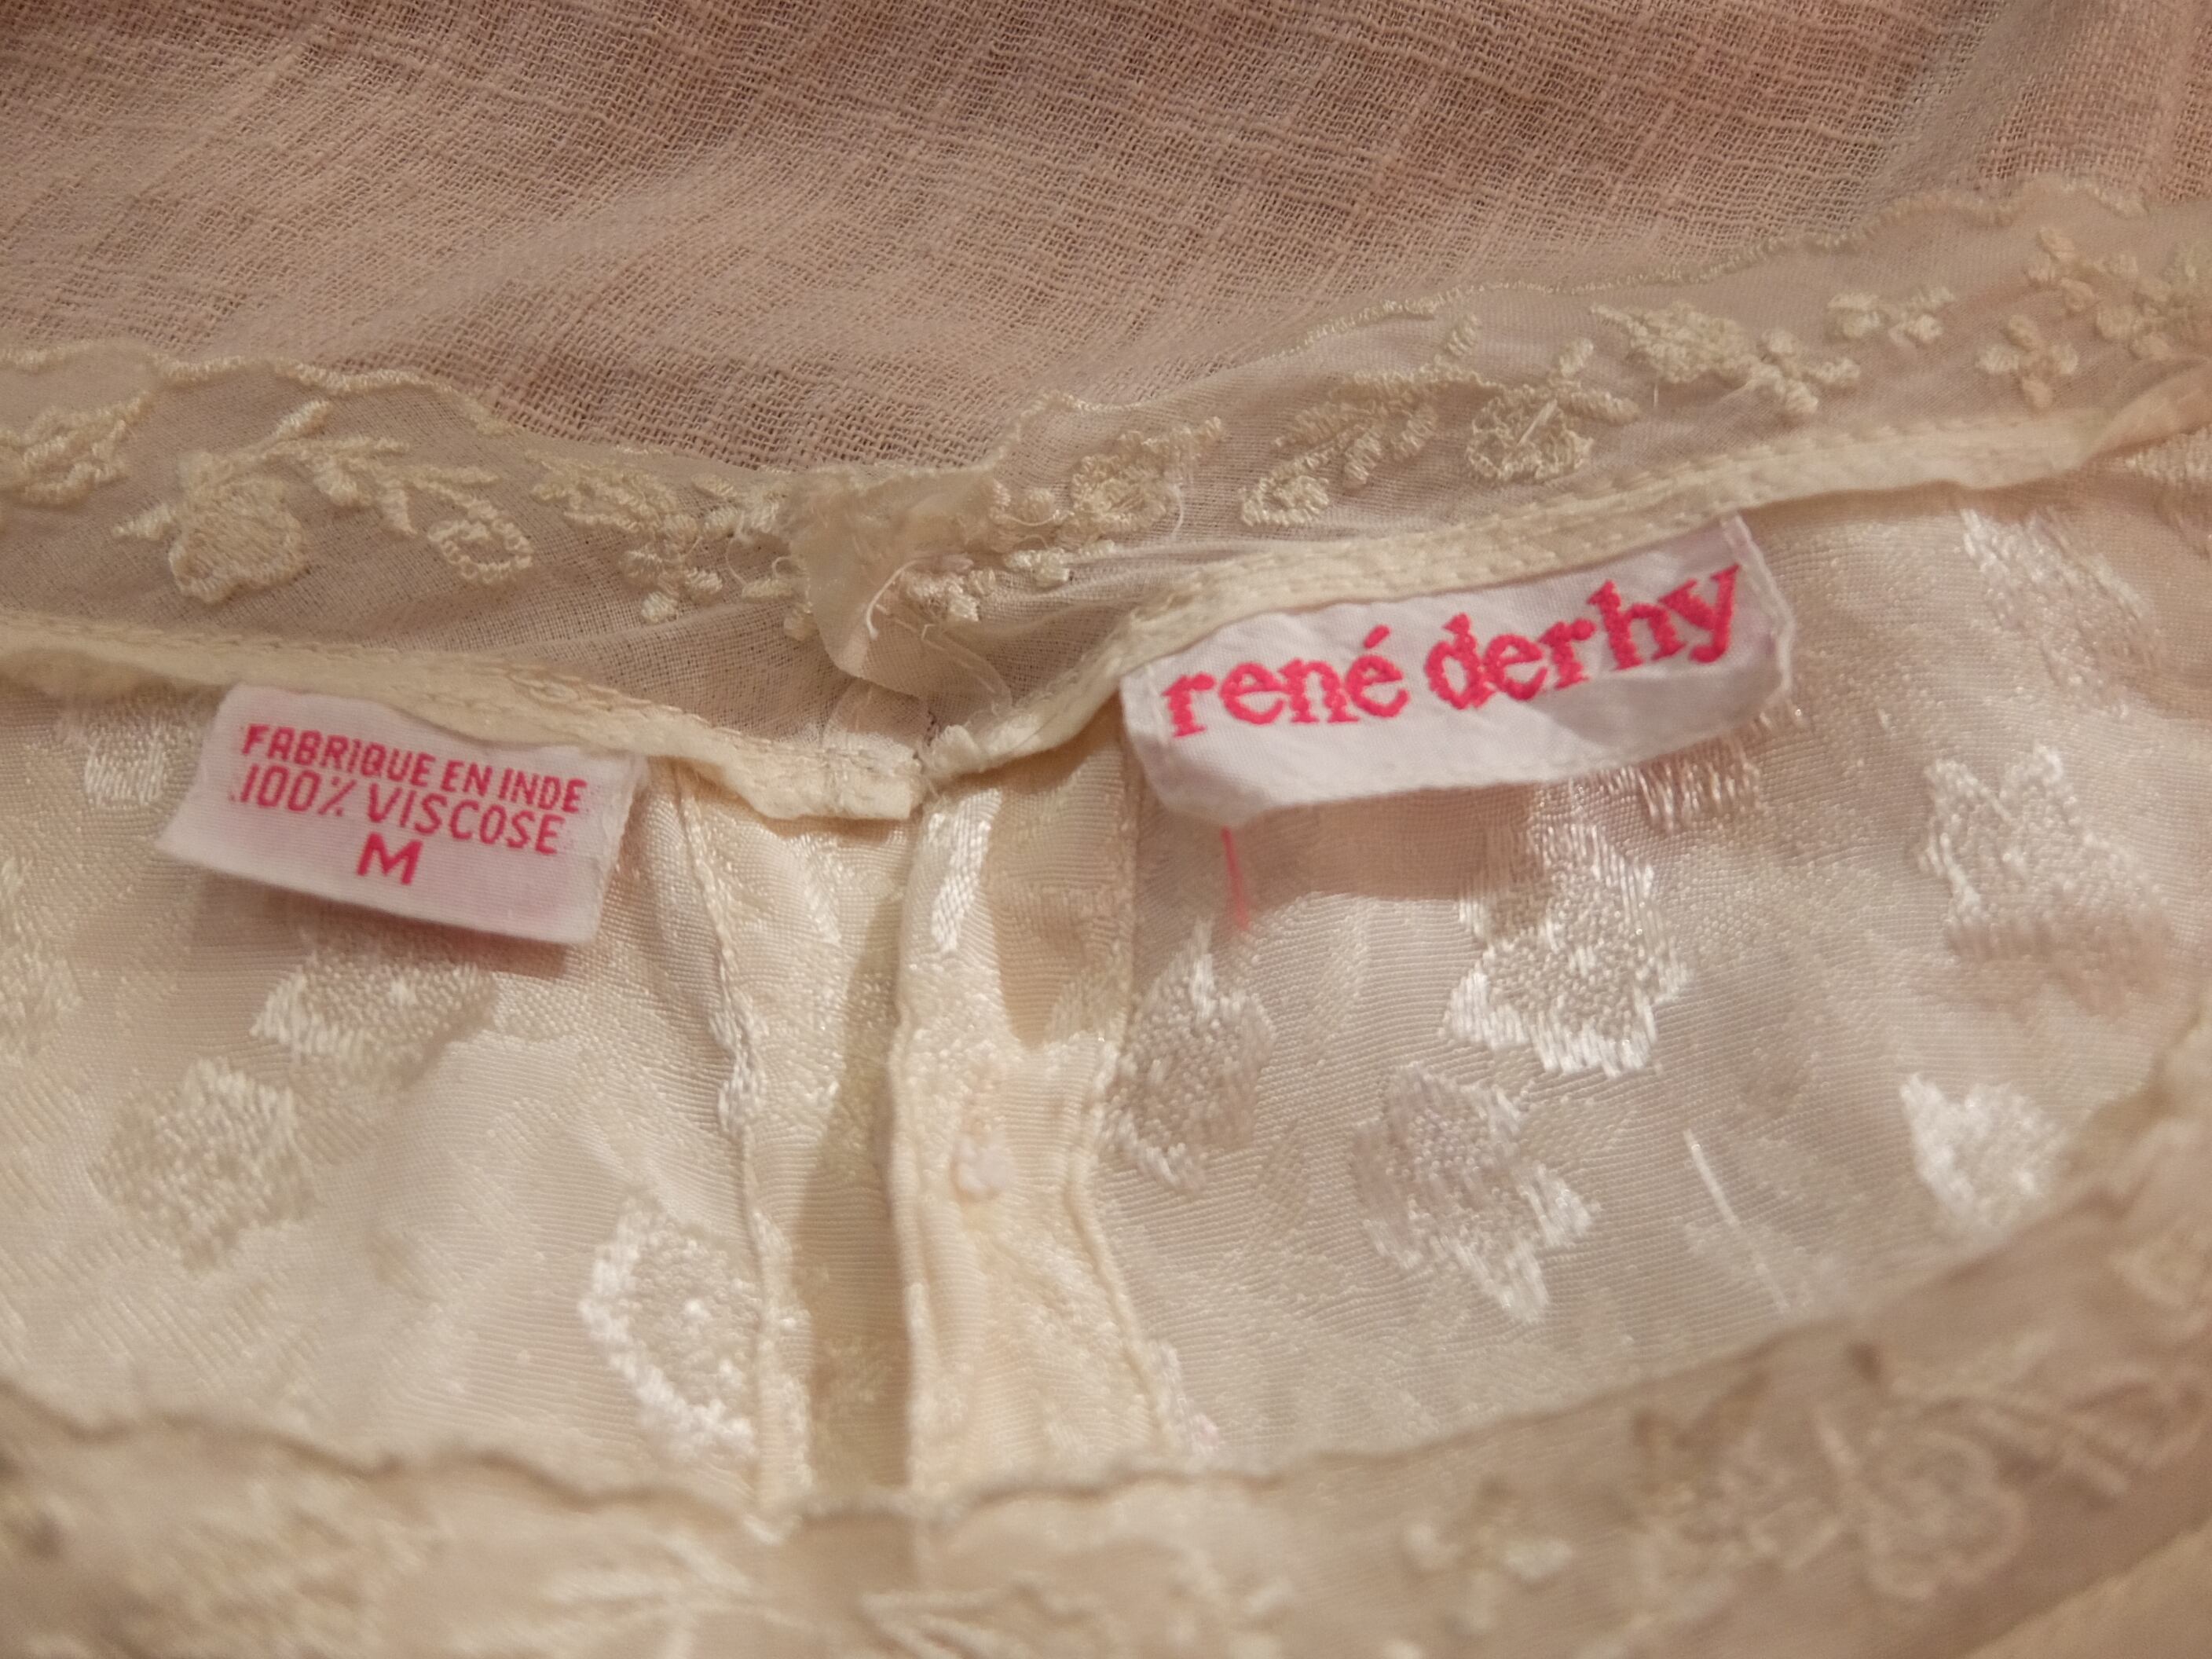 FABRIQUE EN INDE
100% VISCOSE
M
rené derhy